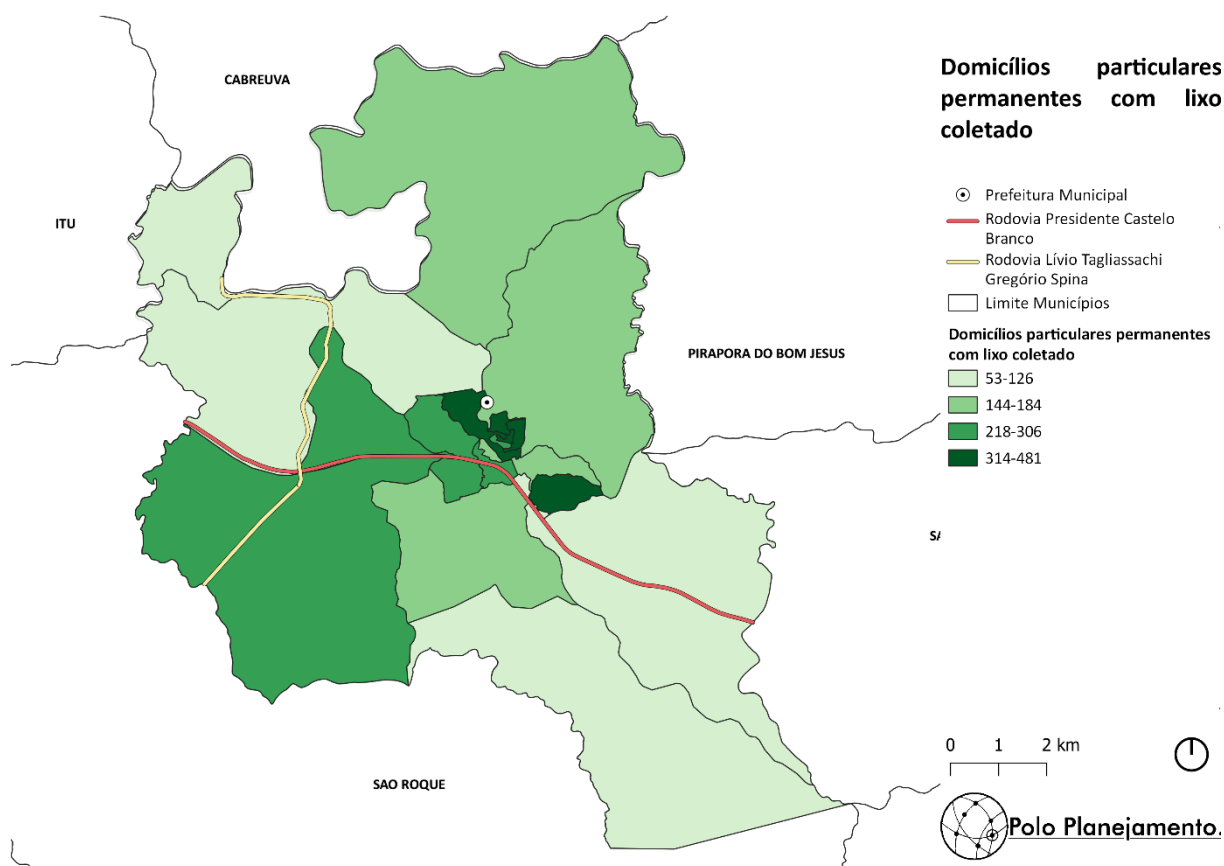 CABREUVA
ITU
PIRAPORA DO BOM JESUS
SAO ROQUE
Domicílios particulares
permanentes com lixo
coletado
Prefeitura Municipal
Rodovia Presidente Castelo
Branco
Rodovia Lívio Tagliassachi
Gregório Spina
Limite Municípios
Domicílios particulares permanentes
com lixo coletado
53-126
144-184
218-306
314-481
0 1 2 km
Polo Planejamento.